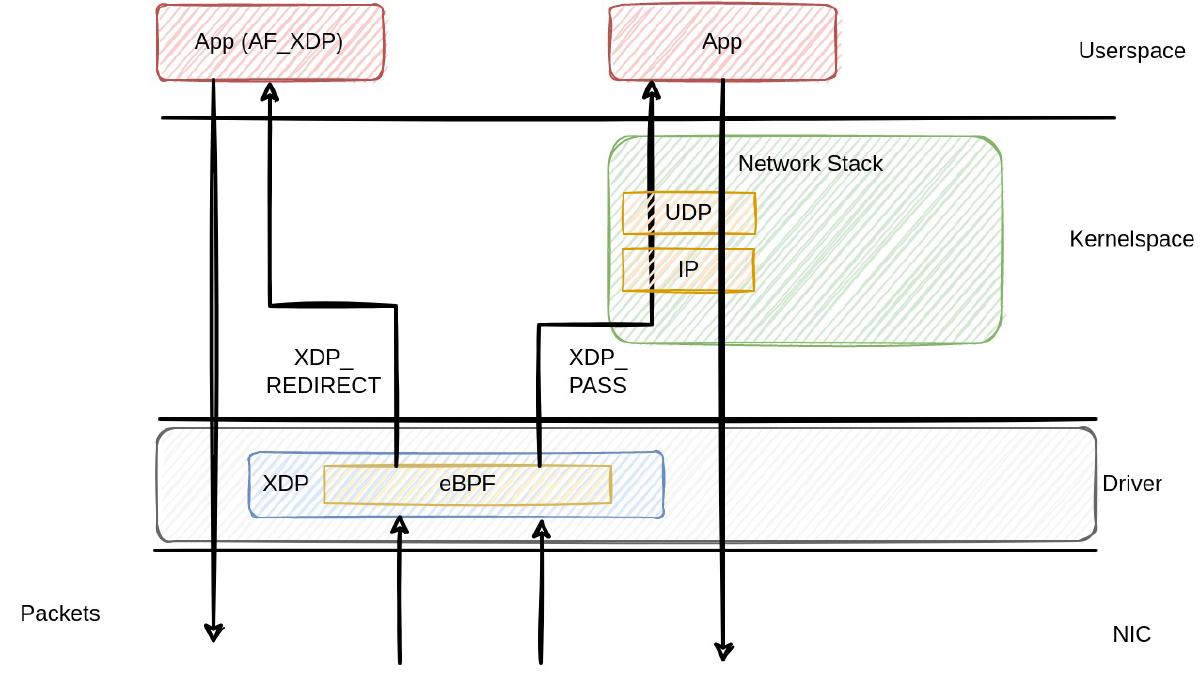 App (AF_XDP)
App
Userspace
Network Stack
UDP
Kernelspace
IP
XDP_
REDIRECT
XDP_
PASS
XDP
eBPF
Driver
Packets
NIC